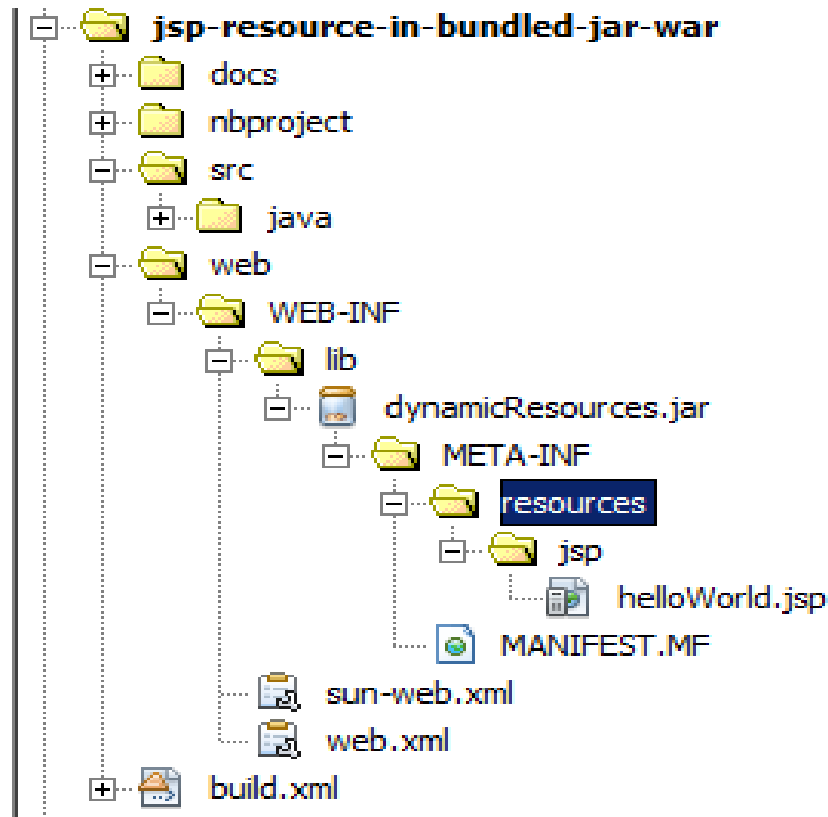 jsp-resource-in-bundled-jar-war
docs
nbproject
src
java
web
WEB-INF
lib
dynamicResources.jar
META-INF
resources
jsp
helloWorld.jsp
MANIFEST.MF
sun-web.xml
web.xml
build.xml